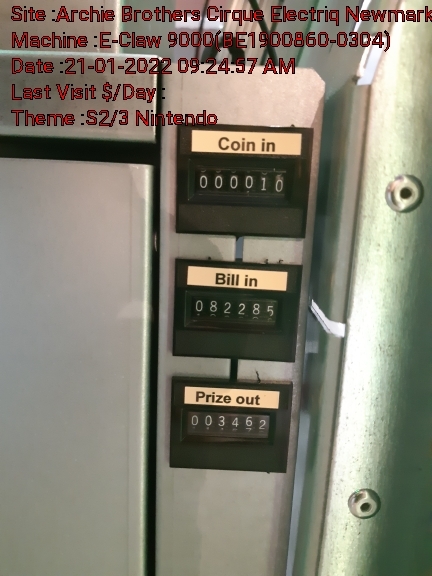 Site :Archie Brothers Cirque Electriq Newmark
Machine :E-Claw 9000(BE1900860-0304)
Date :21-01-2022 09:24:37 AM
Last Visit $/Day :
Theme :S2/3 Nintendo
Coin in
000010
Bill in
082285
Prize out
003462